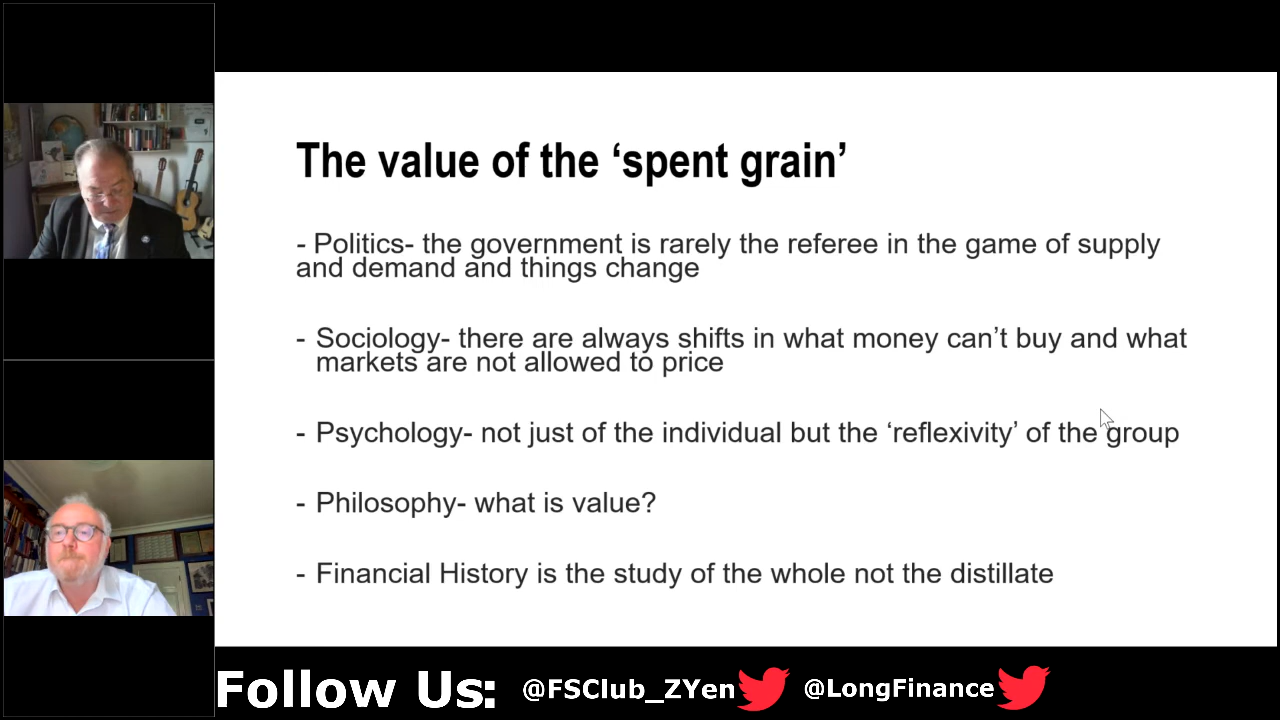 The value of the ‘spent grain’
- Politics- the government is rarely the referee in the game of supply
and demand and things change
- Sociology- there are always shifts in what money can’t buy and what
markets are not allowed to price
- Psychology- not just of the individual but the ‘reflexivity’ of the group
- Philosophy- what is value?
- Financial History is the study of the whole not the distillate
Follow Us: @FSClub_ZYen @LongFinance